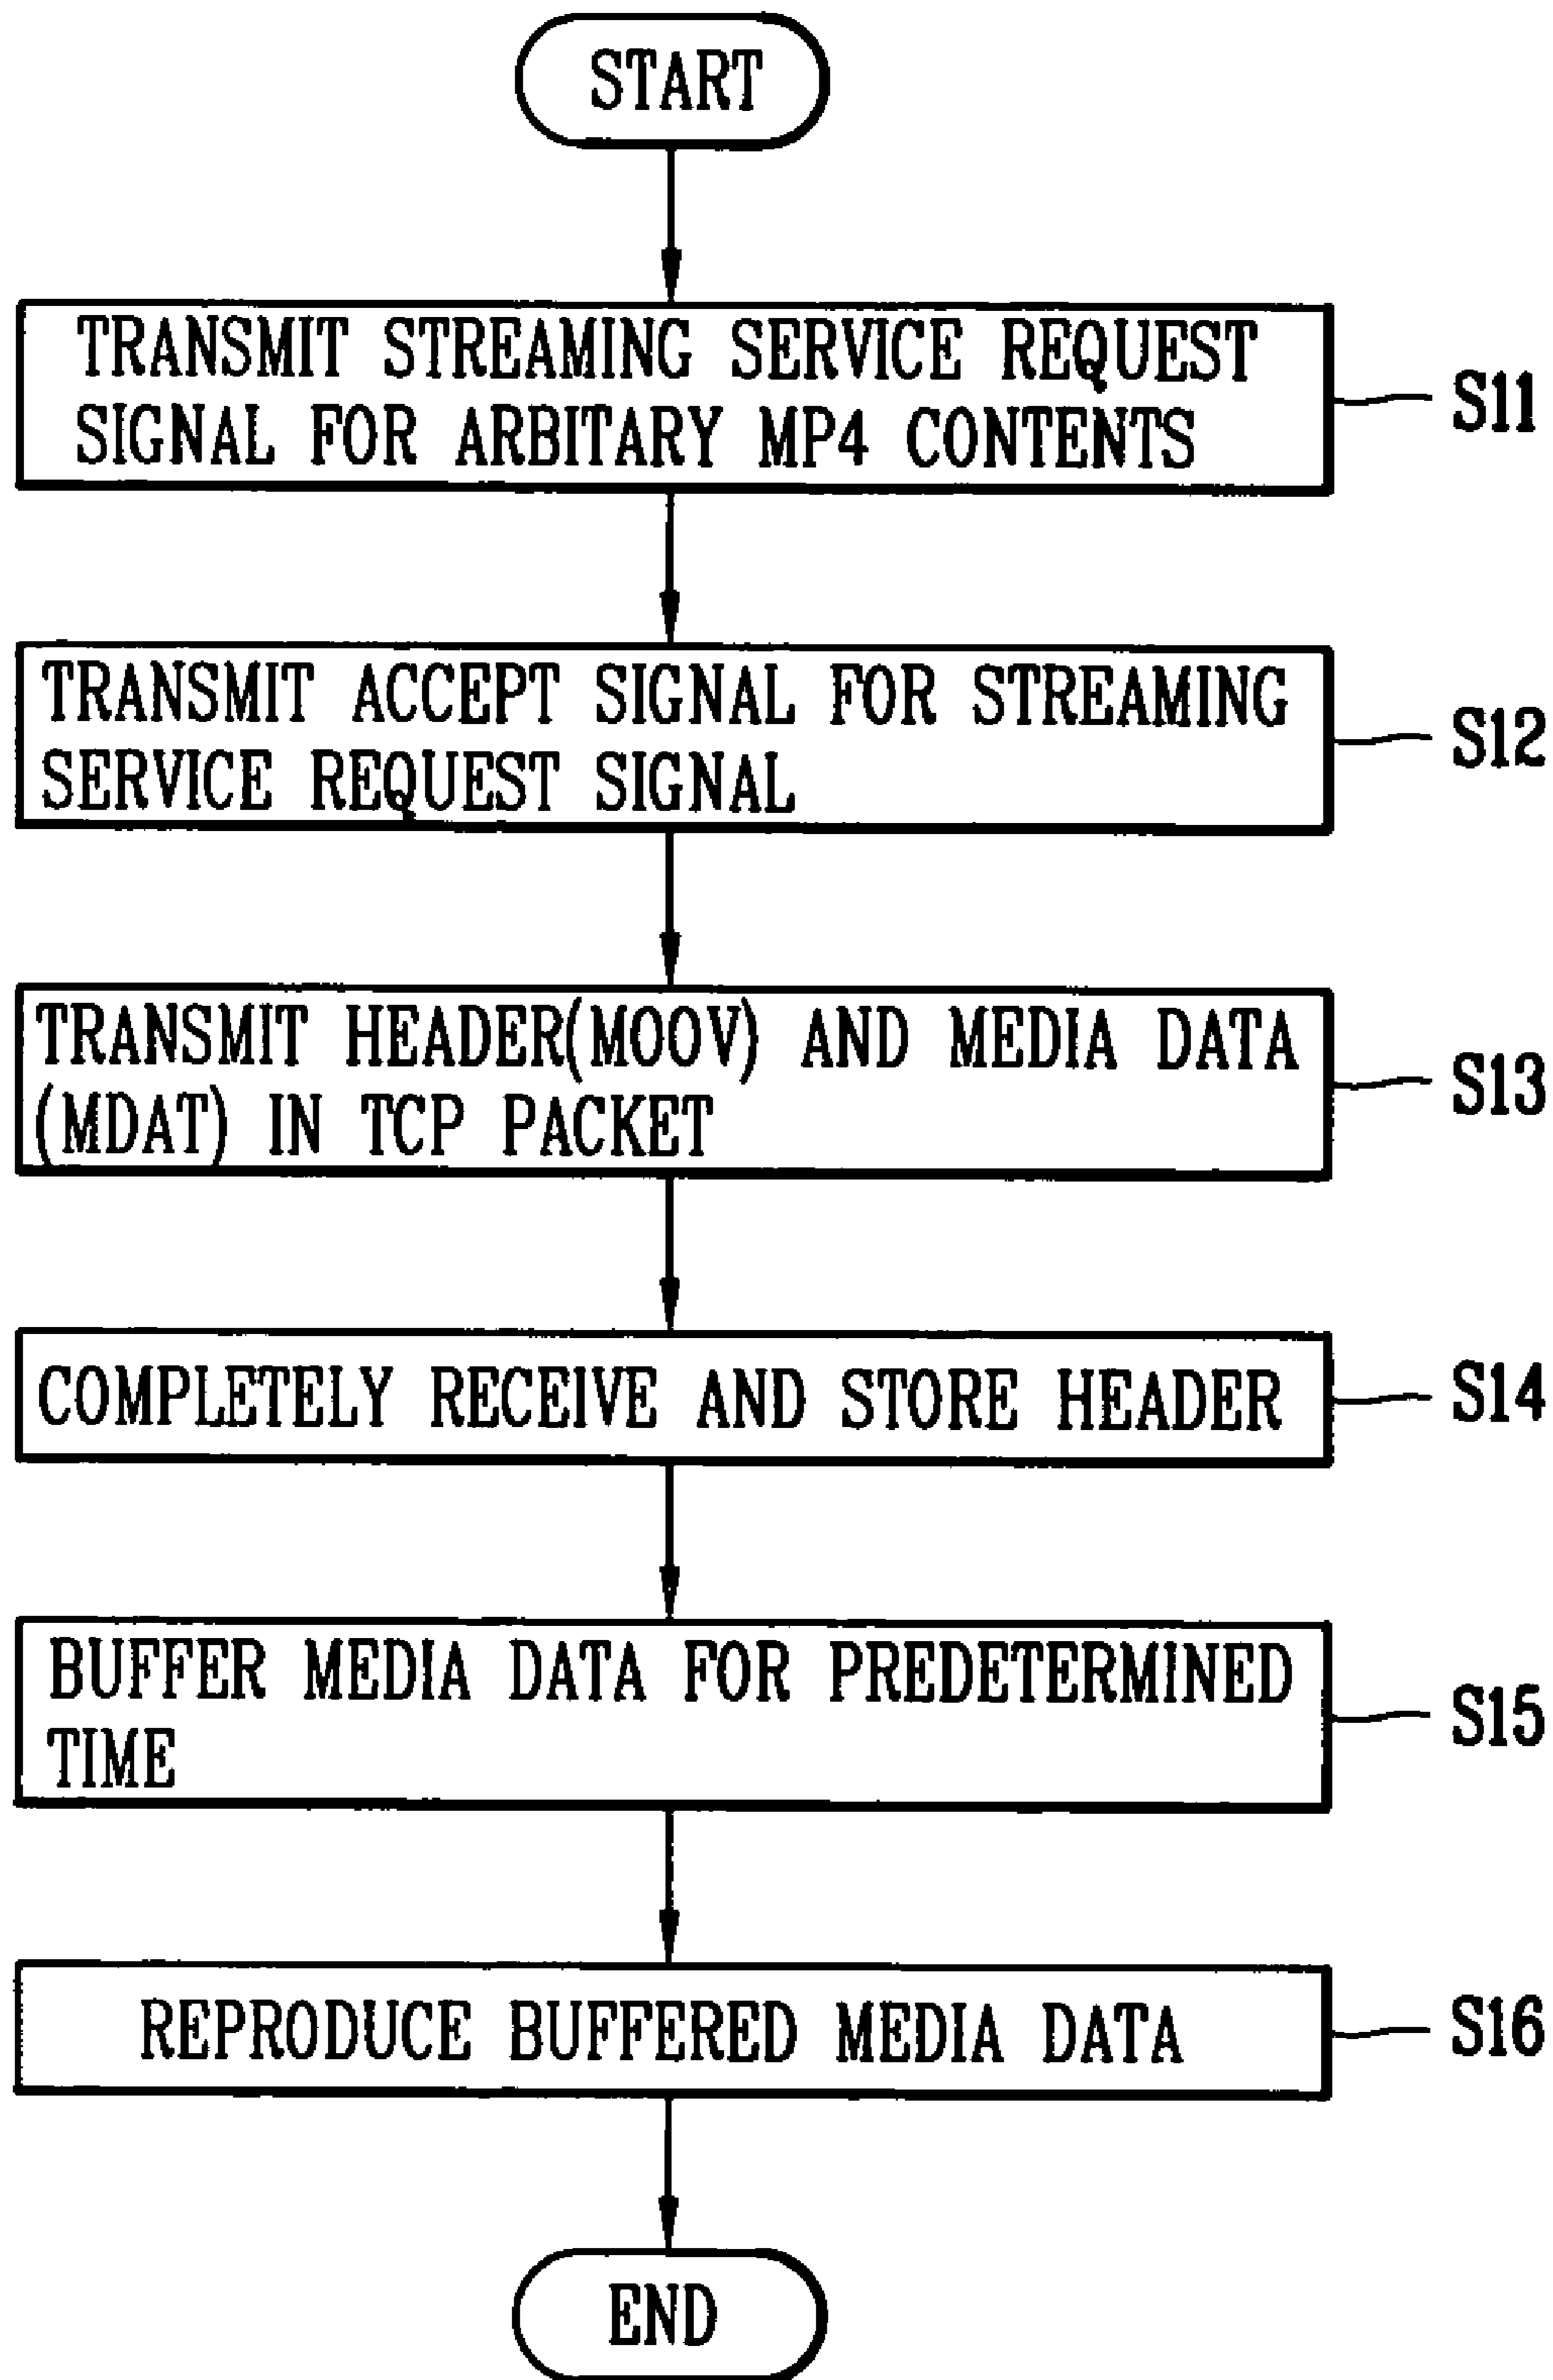 START
TRANSMIT STREAMING SERVICE REQUEST
SIGNAL FOR ARBITARY MP4 CONTENTS
S11
TRANSMIT ACCEPT SIGNAL FOR STREAMING
SERVICE REQUEST SIGNAL
S12
TRANSMIT HEADER(MOOV) AND MEDIA DATA
(MDAT) IN TCP PACKET
S13
COMPLETELY RECEIVE AND STORE HEADER
S14
BUFFER MEDIA DATA FOR PREDETERMINED
TIME
S15
REPRODUCE BUFFERED MEDIA DATA
S16
END